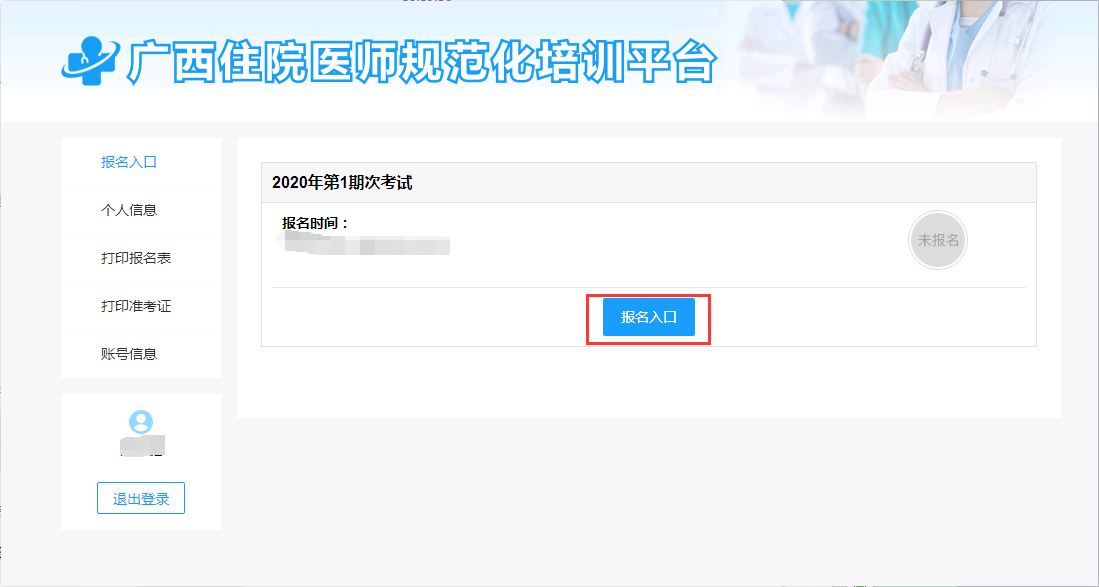 广西住院医师规范化培训平台
报名入口
个人信息
打印报名表
打印准考证
账号信息
退出登录
2020年第1期次考试
报名时间：
未报名
报名入口